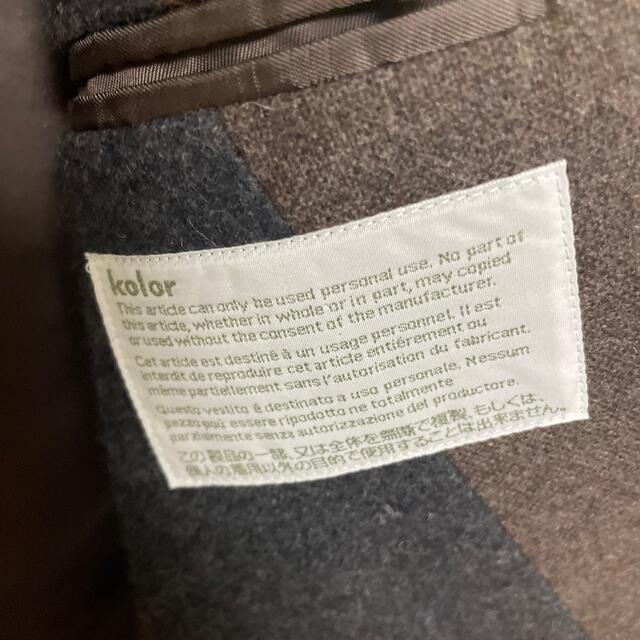 kolor
This article can only be used personal use. No part of
this article, whether in whole or in part, may copied
or used without the consent of the manufacturer.
Cet article est destiné à un usage personnel. Il est
interdit de reproduire cet article entiérement ou
même partiellement sans l'autorisation du fabricant.
Questo vestito é destinato a uso personale. Nessum
pezzo può essere ripodotto ne totalmente
parzialmente senza autorizzazione del productore.
この製品の一部、又は全体を無断で複製、もしくは、
個人の着用以外の目的で使用することは出来ません。